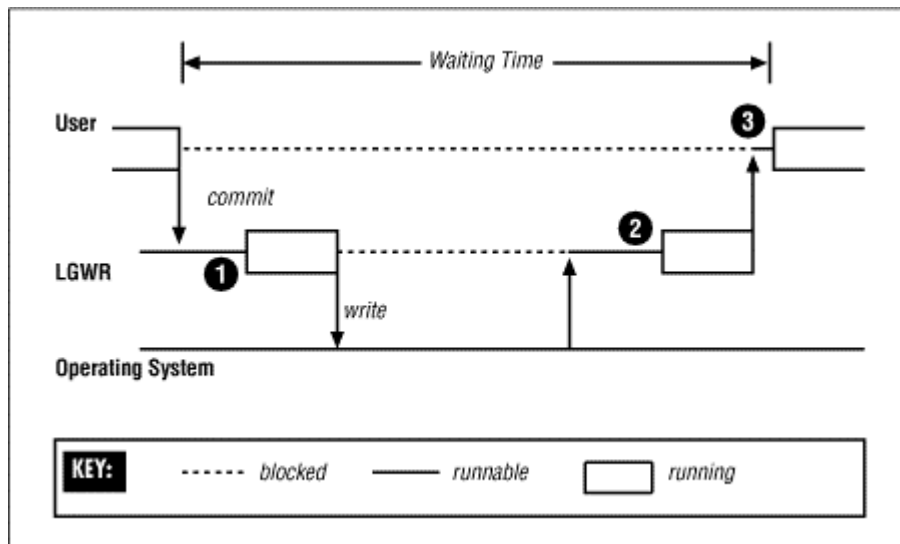 Waiting Time
User
3
commit
2
LGWR
1
write
Operating System
KEY: blocked runnable running